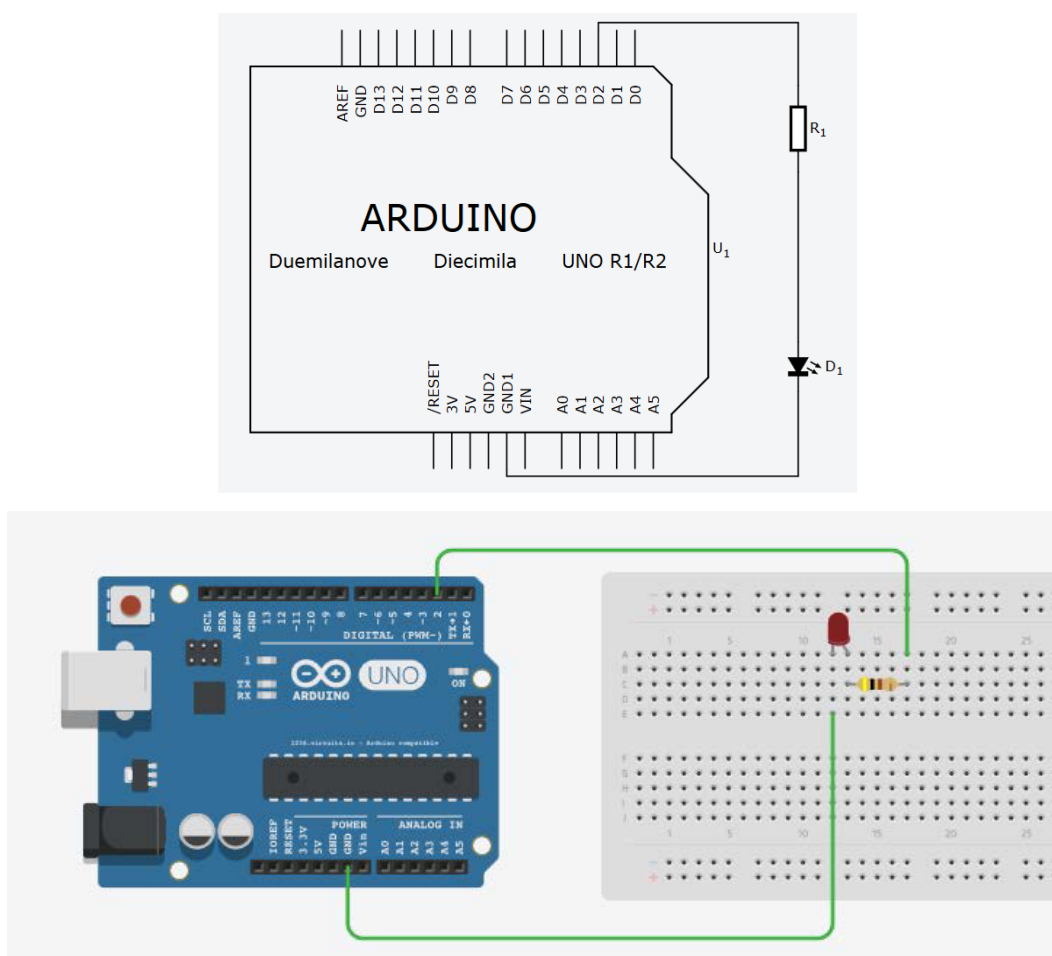 AREF GND D13 D12 D11 D10 D9 D8 D7 D6 D5 D4 D3 D2 D1 D0
R1
ARDUINO
U1
Duemilanove Diecimila UNO R1/R2
D1
/RESET 3V 5V GND2 GND1 VIN A0 A1 A2 A3 A4 A5
SCL SDA AREF GND 13 12 ~11 ~10 ~9 8 7 ~6 ~5 4 ~3 2 TX→1 RX←0
DIGITAL (PWM~)
1
TX
RX
ARDUINO
UNO
ON
POWER ANALOG IN
IOREF RESET 3.3V 5V GND GND Vin A0 A1 A2 A3 A4 A5
- +
1 5 10 15 20 25
A
B
C
D
E
F
G
H
I
J
1 5 10 15 20 25
- +